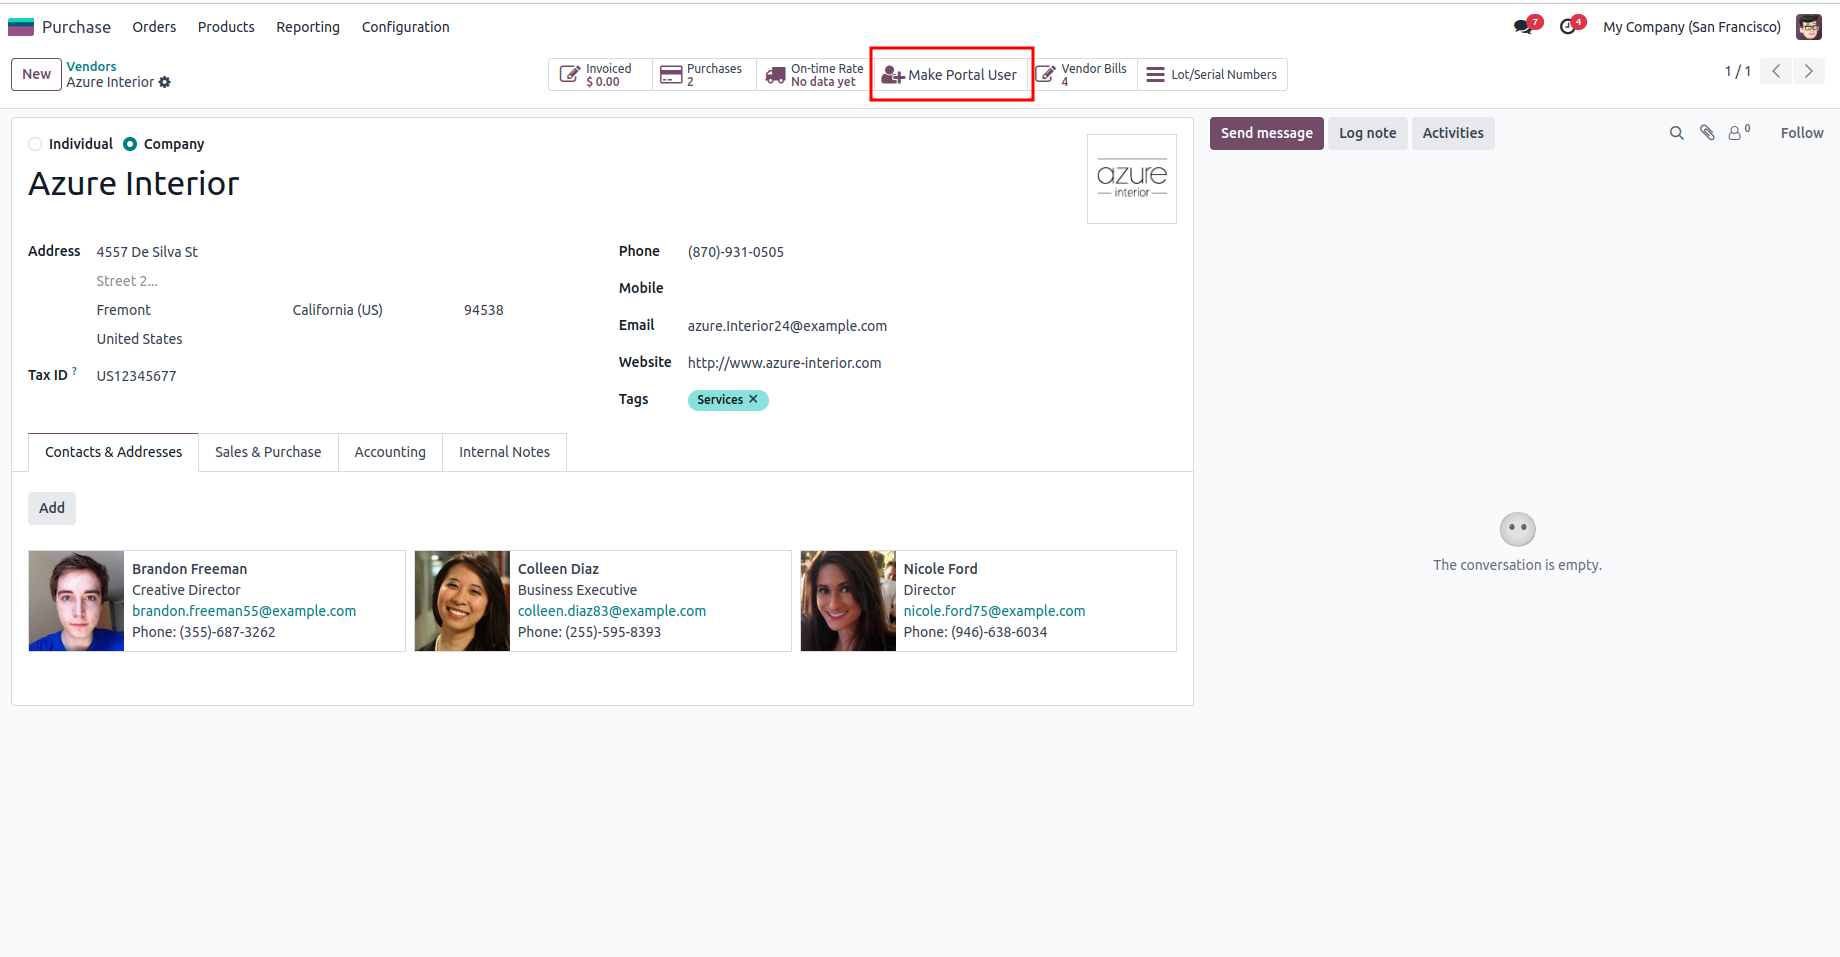 Purchase Orders Products Reporting Configuration 7 4 My Company (San Francisco)
New Vendors
Azure Interior
Invoiced
$ 0.00
Purchases
2
On-time Rate
No data yet
Make Portal User
Vendor Bills
4
Lot/Serial Numbers
1 / 1
Individual Company
Azure Interior
azure
interior
Address 4557 De Silva St
Street 2...
Fremont California (US) 94538
United States
Tax ID ? US12345677
Phone (870)-931-0505
Mobile
Email azure.Interior24@example.com
Website http://www.azure-interior.com
Tags Services ✕
Contacts & Addresses Sales & Purchase Accounting Internal Notes
Add
Brandon Freeman
Creative Director
brandon.freeman55@example.com
Phone: (355)-687-3262
Colleen Diaz
Business Executive
colleen.diaz83@example.com
Phone: (255)-595-8393
Nicole Ford
Director
nicole.ford75@example.com
Phone: (946)-638-6034
Send message Log note Activities 0 Follow
The conversation is empty.